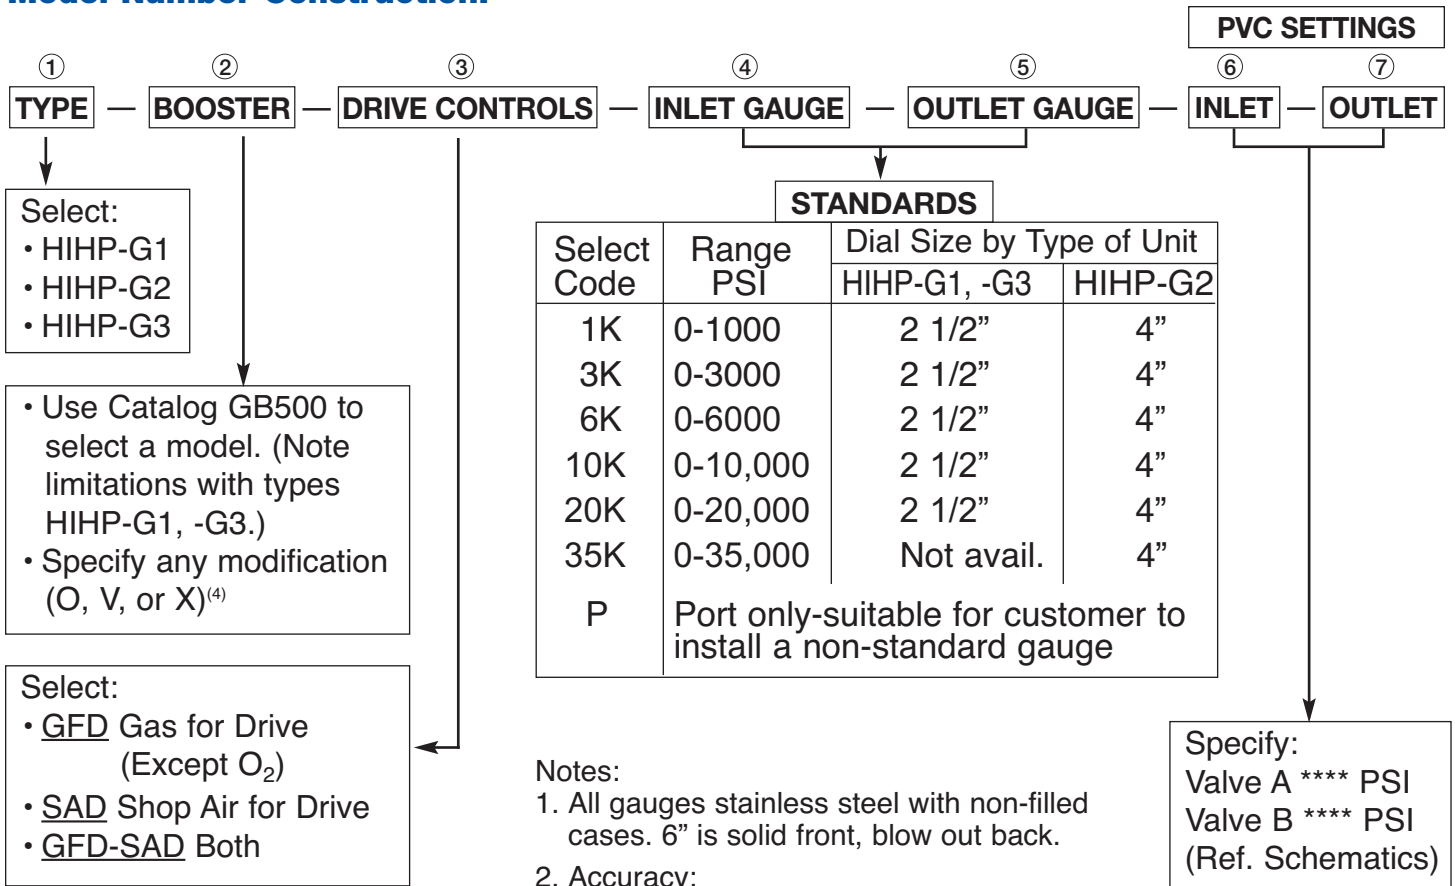 Model Number Construction:
PVC SETTINGS
① ② ③ ④ ⑤ ⑥ ⑦
TYPE — BOOSTER — DRIVE CONTROLS — INLET GAUGE — OUTLET GAUGE — INLET — OUTLET
Select:
• HIHP-G1
• HIHP-G2
• HIHP-G3
• Use Catalog GB500 to
select a model. (Note
limitations with types
HIHP-G1, -G3.)
• Specify any modification
(O, V, or X)⁽⁴⁾
Select:
• GFD Gas for Drive
(Except O₂)
• SAD Shop Air for Drive
• GFD-SAD Both
STANDARDS
Select Code Range PSI Dial Size by Type of Unit
HIHP-G1, -G3 HIHP-G2
1K 0-1000 2 1/2” 4”
3K 0-3000 2 1/2” 4”
6K 0-6000 2 1/2” 4”
10K 0-10,000 2 1/2” 4”
20K 0-20,000 2 1/2” 4”
35K 0-35,000 Not avail. 4”
P Port only-suitable for customer to
install a non-standard gauge
Notes:
1. All gauges stainless steel with non-filled
cases. 6” is solid front, blow out back.
2. Accuracy:
Specify:
Valve A **** PSI
Valve B **** PSI
(Ref. Schematics)